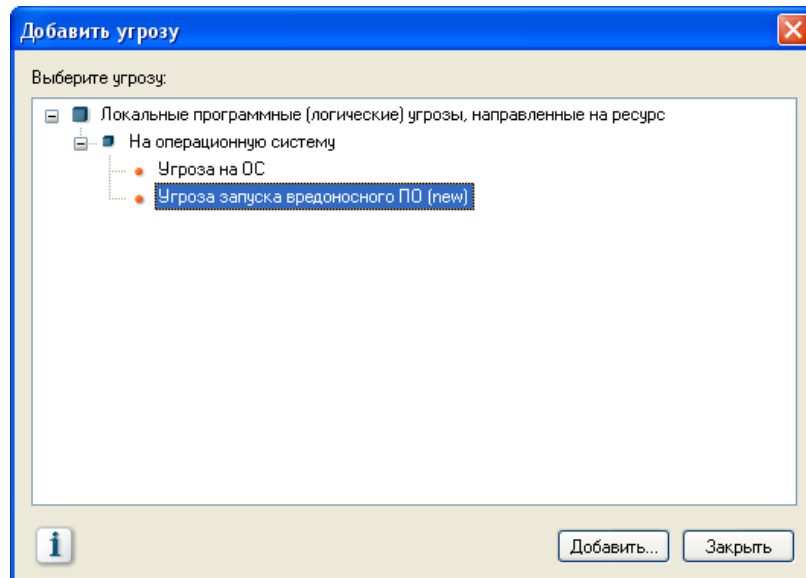 Добавить угрозу
Выберите угрозу:
Локальные программные (логические) угрозы, направленные на ресурс
На операционную систему
Угроза на ОС
Угроза запуска вредоносного ПО (new)
i
Добавить...
Закрыть